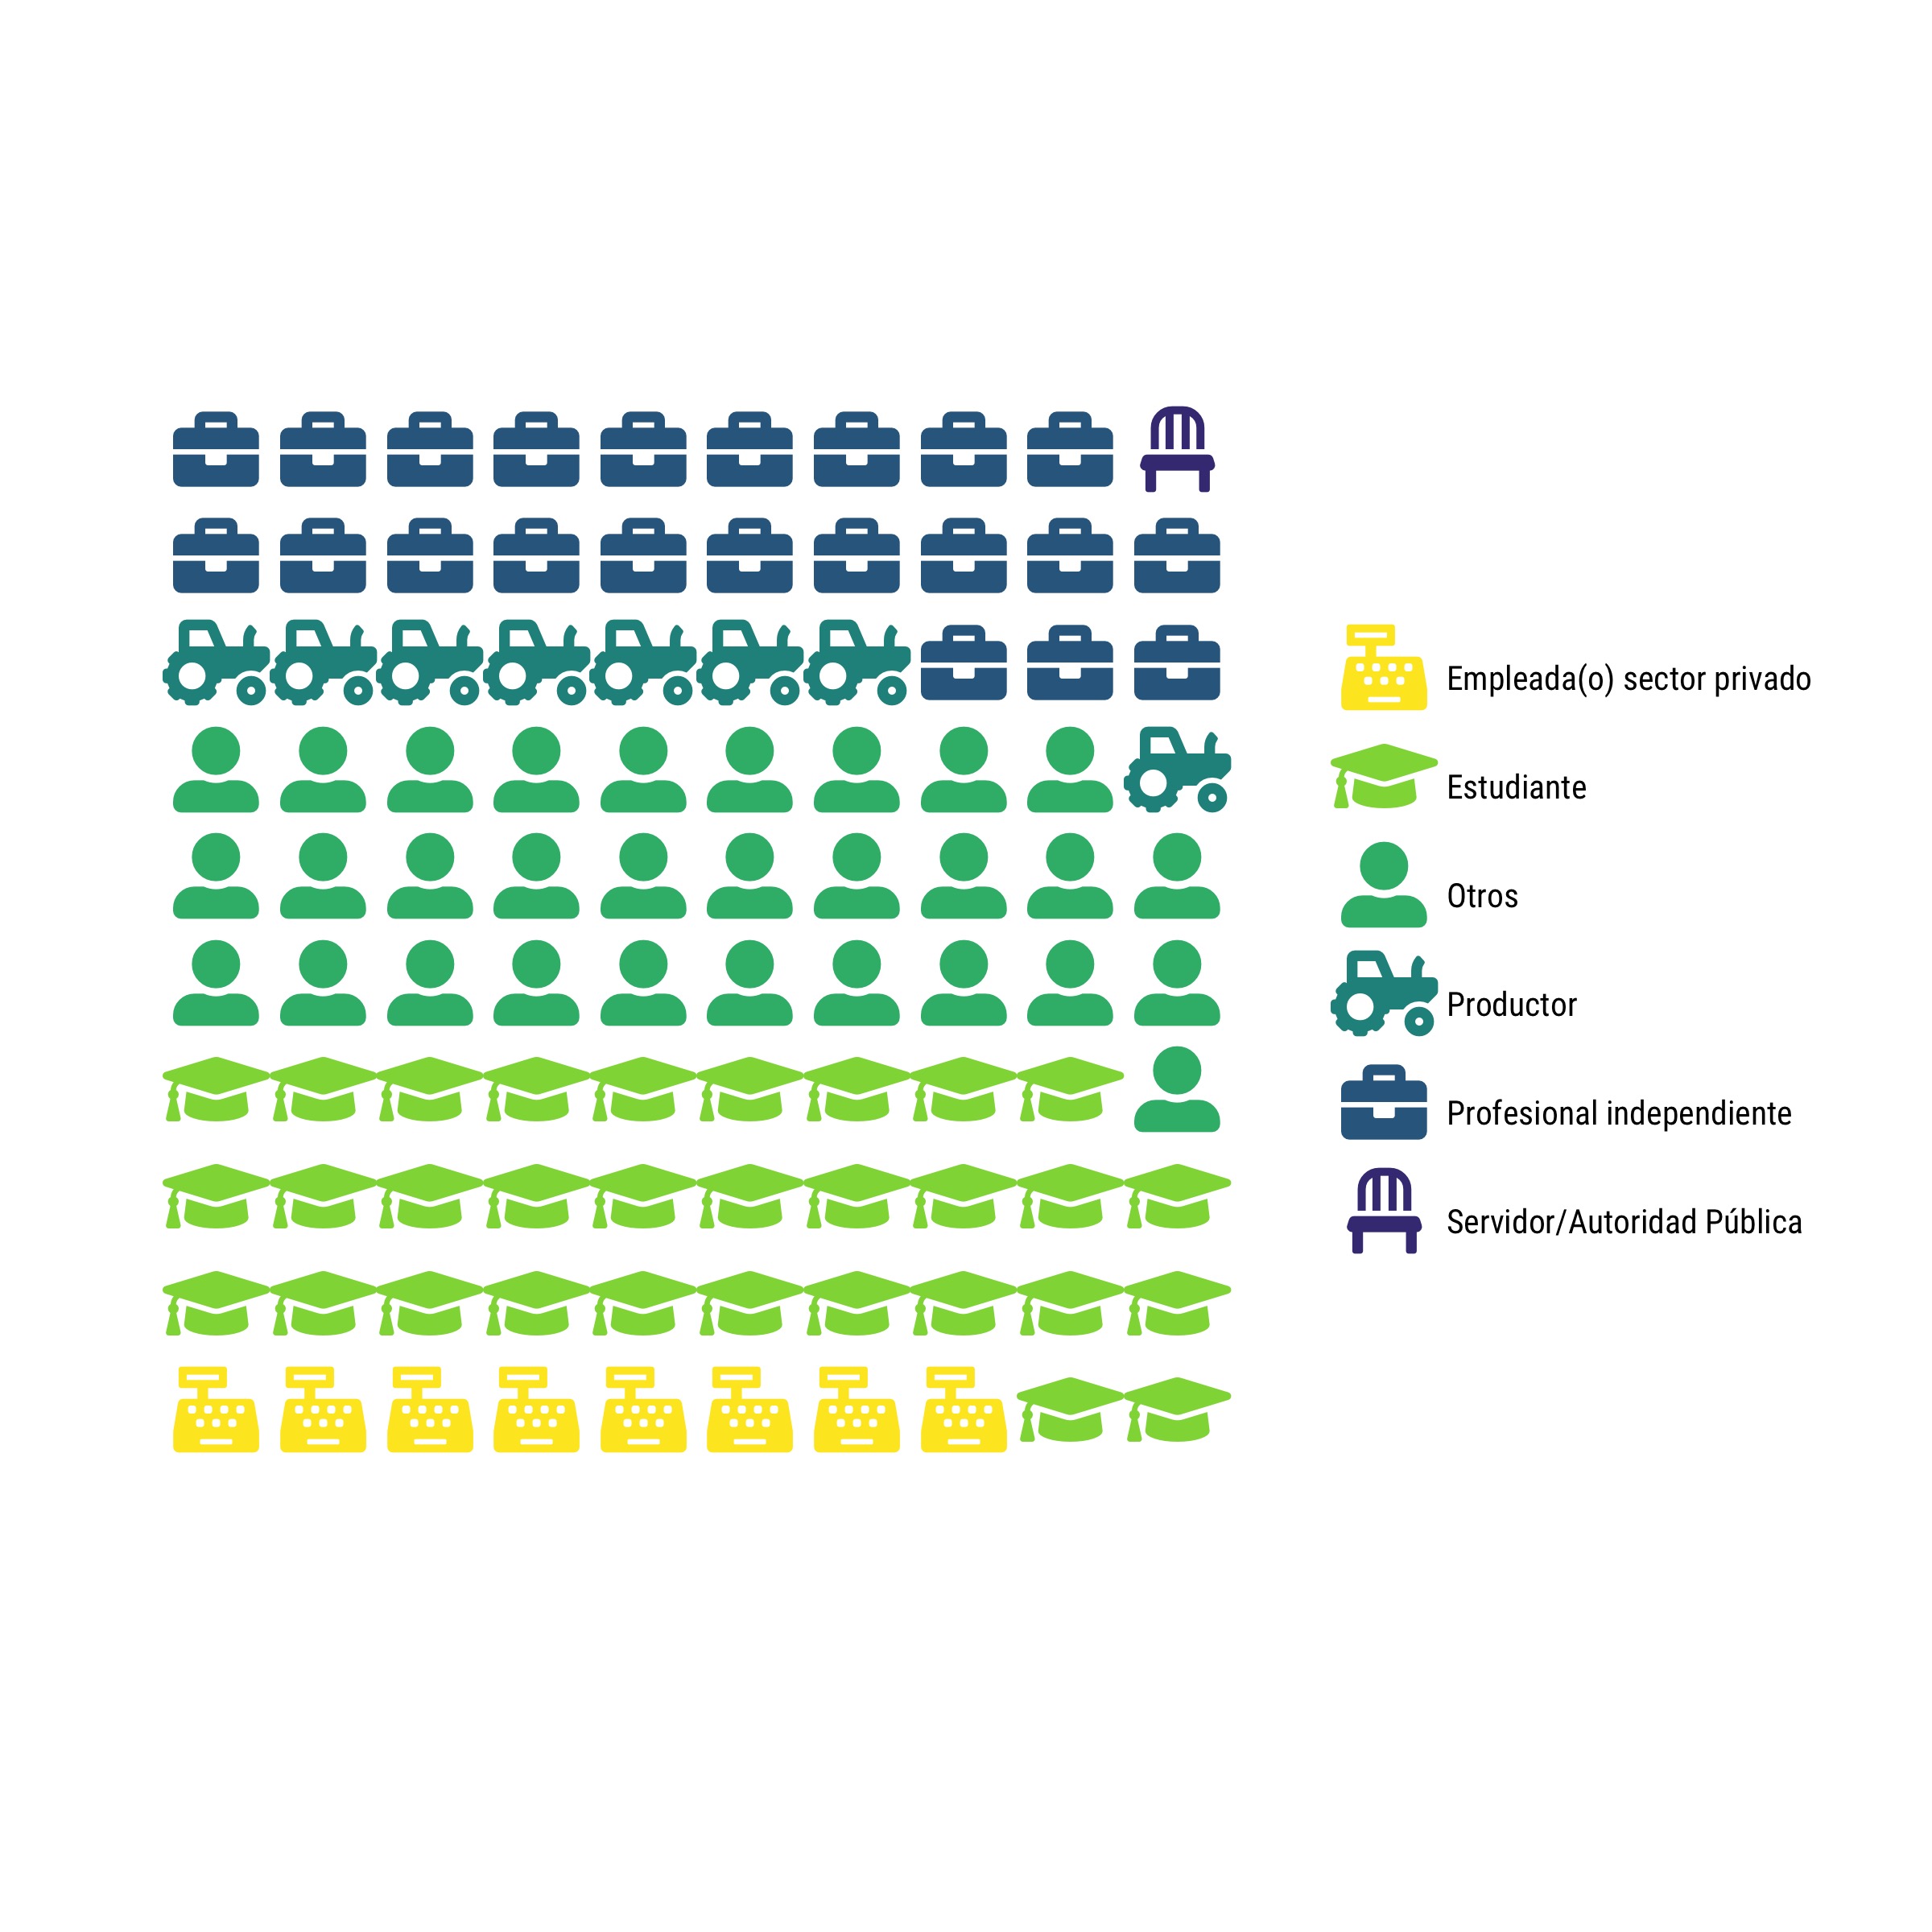 Empleada(o) sector privado
Estudiante
Otros
Productor
Profesional independiente
Servidor/Autoridad Pública